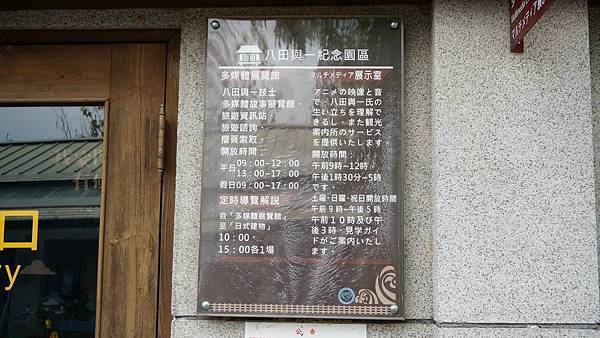 八田與一紀念園區
多媒體展覽館
八田與一技士
多媒體故事展覽、
旅遊資訊站、
旅遊諮詢、
摺頁索取。
開放時間：
平日09：00~12：00
13：00~17：00
假日09：00~17：00
定時導覽解說
自「多媒體展覽館」
至「日式建物」
10：00、
15：00各1場
マルチメディア展示室
アニメの映像と音
で、八田與一氏の
生い立ちを理解で
きるし、また観光
案内所のサービス
を提供いたします
開放時間：
午前9時~12時、
午後1時30分~5時
です。
土曜・日曜・祝日開放時間
午前９時~午後５時
午前１０時及び午
後３時、見学ガイ
ドがご案内いたし
ます。
公告
口
ry